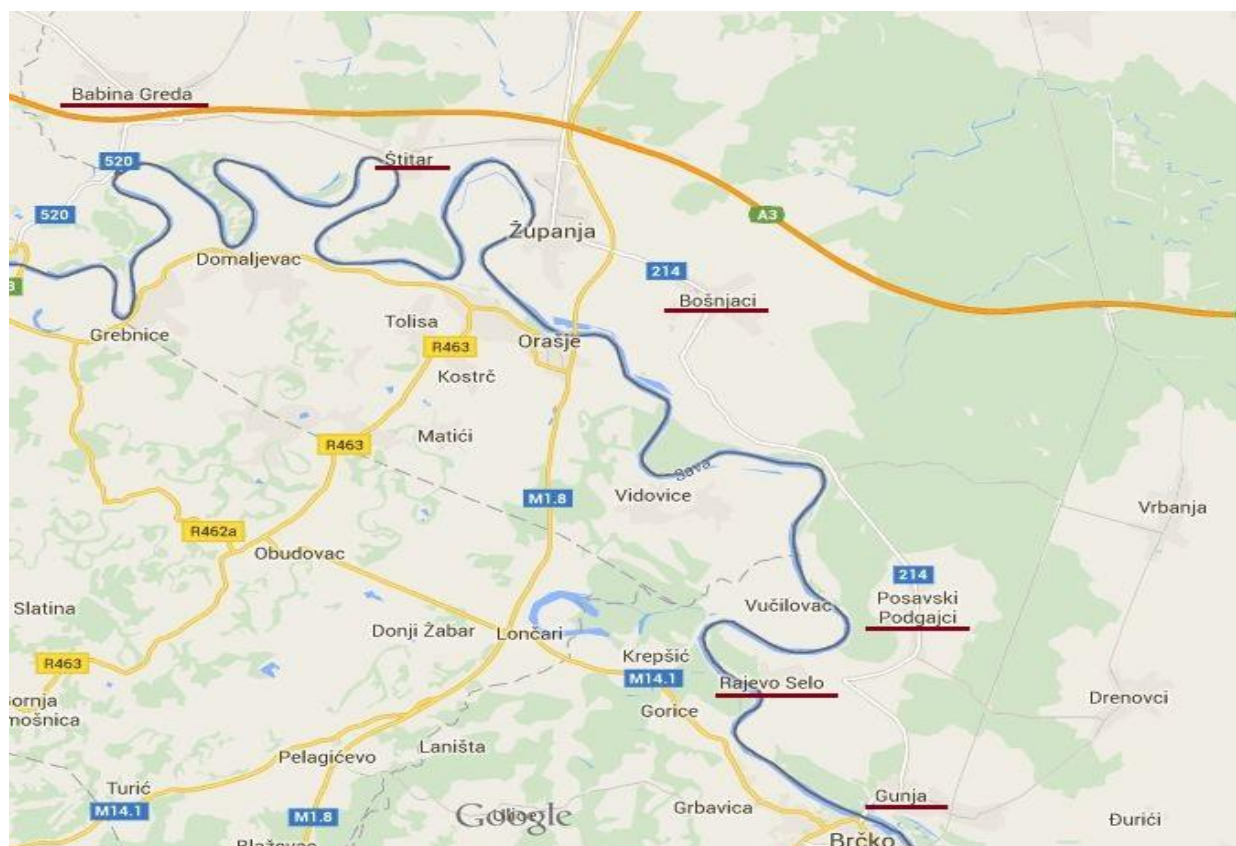 Babina Greda
520
Štitar
520
A3
Županja
Domaljevac
214
Bošnjaci
Tolisa
Grebnice
R463
Orašje
Kostrč
Matići
R463
Sava
Vidovice
M1.8
Vrbanja
R462a
Obudovac
214
Posavski
Podgajci
Slatina
Vučilovac
Donji Žabar
Lončari
Krepšić
R463
M14.1
Rajevo Selo
Drenovci
Gorice
Laništa
Pelagićevo
Turić
Gunja
M14.1
M1.8
Google
Grbavica
Đurići
Brčko